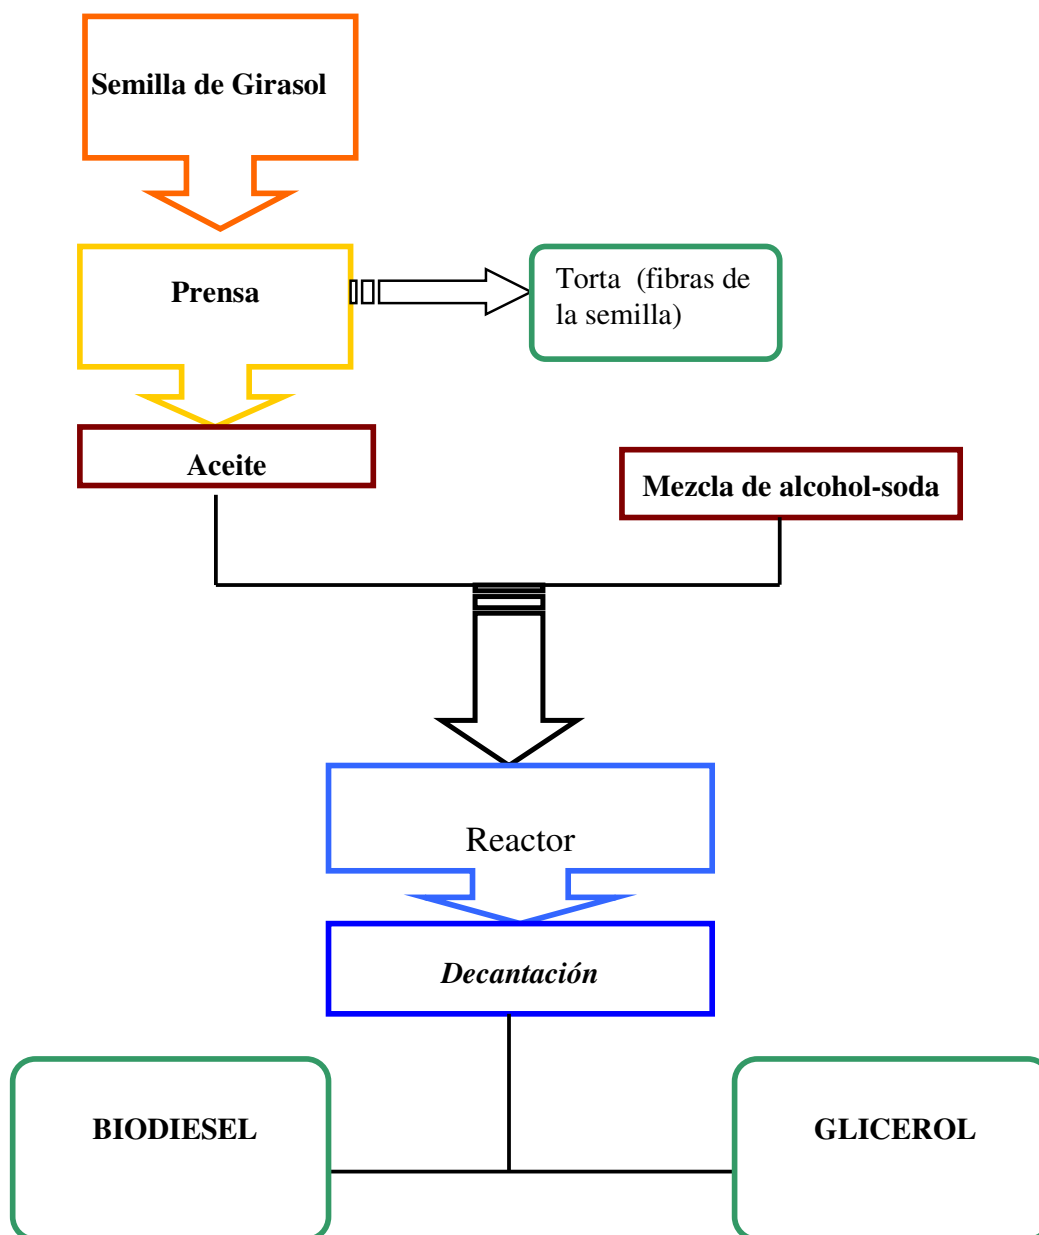 Semilla de Girasol
Prensa
Torta (fibras de
la semilla)
Aceite
Mezcla de alcohol-soda
Reactor
Decantación
BIODIESEL
GLICEROL